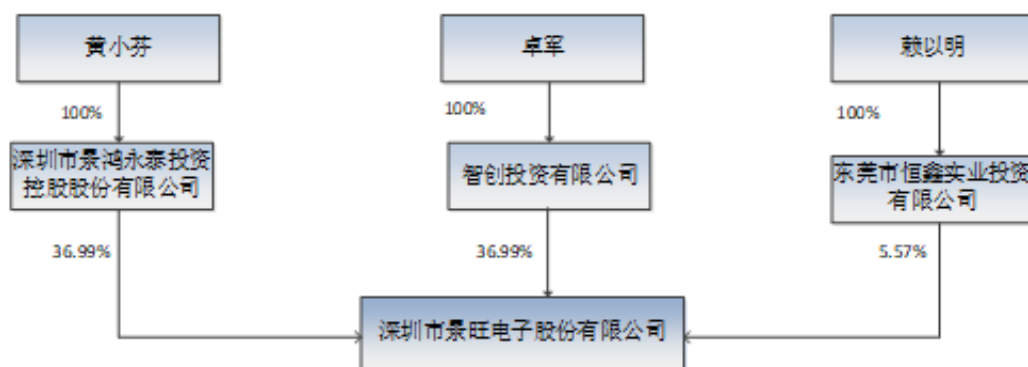 黄小芬
卓军
赖以明
100%
100%
100%
深圳市景鸿永泰投资
控股股份有限公司
智创投资有限公司
东莞市恒鑫实业投资
有限公司
36.99%
36.99%
5.57%
深圳市景旺电子股份有限公司